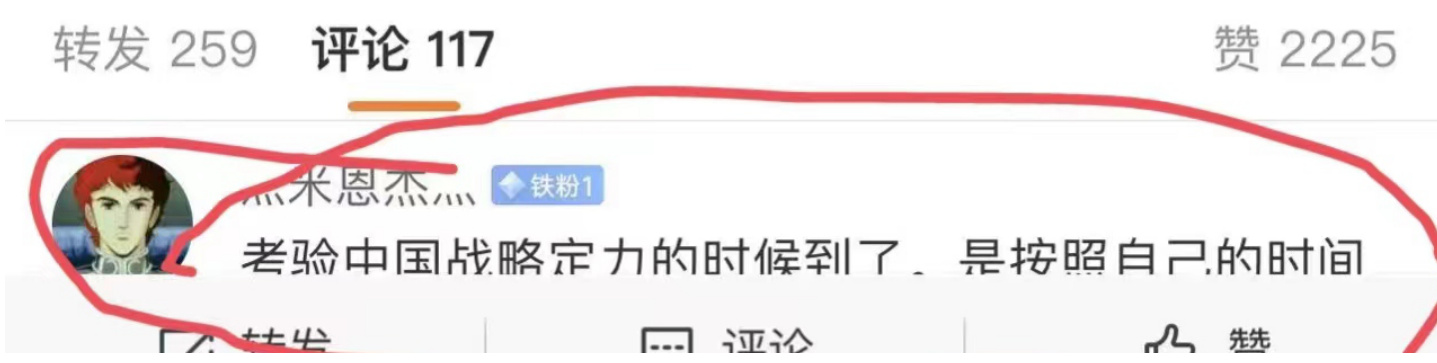 转发 259 评论 117 赞 2225
米恩杰灬 铁粉1
考验中国战略定力的时候到了。是按照自己的时间
转发 评论 赞